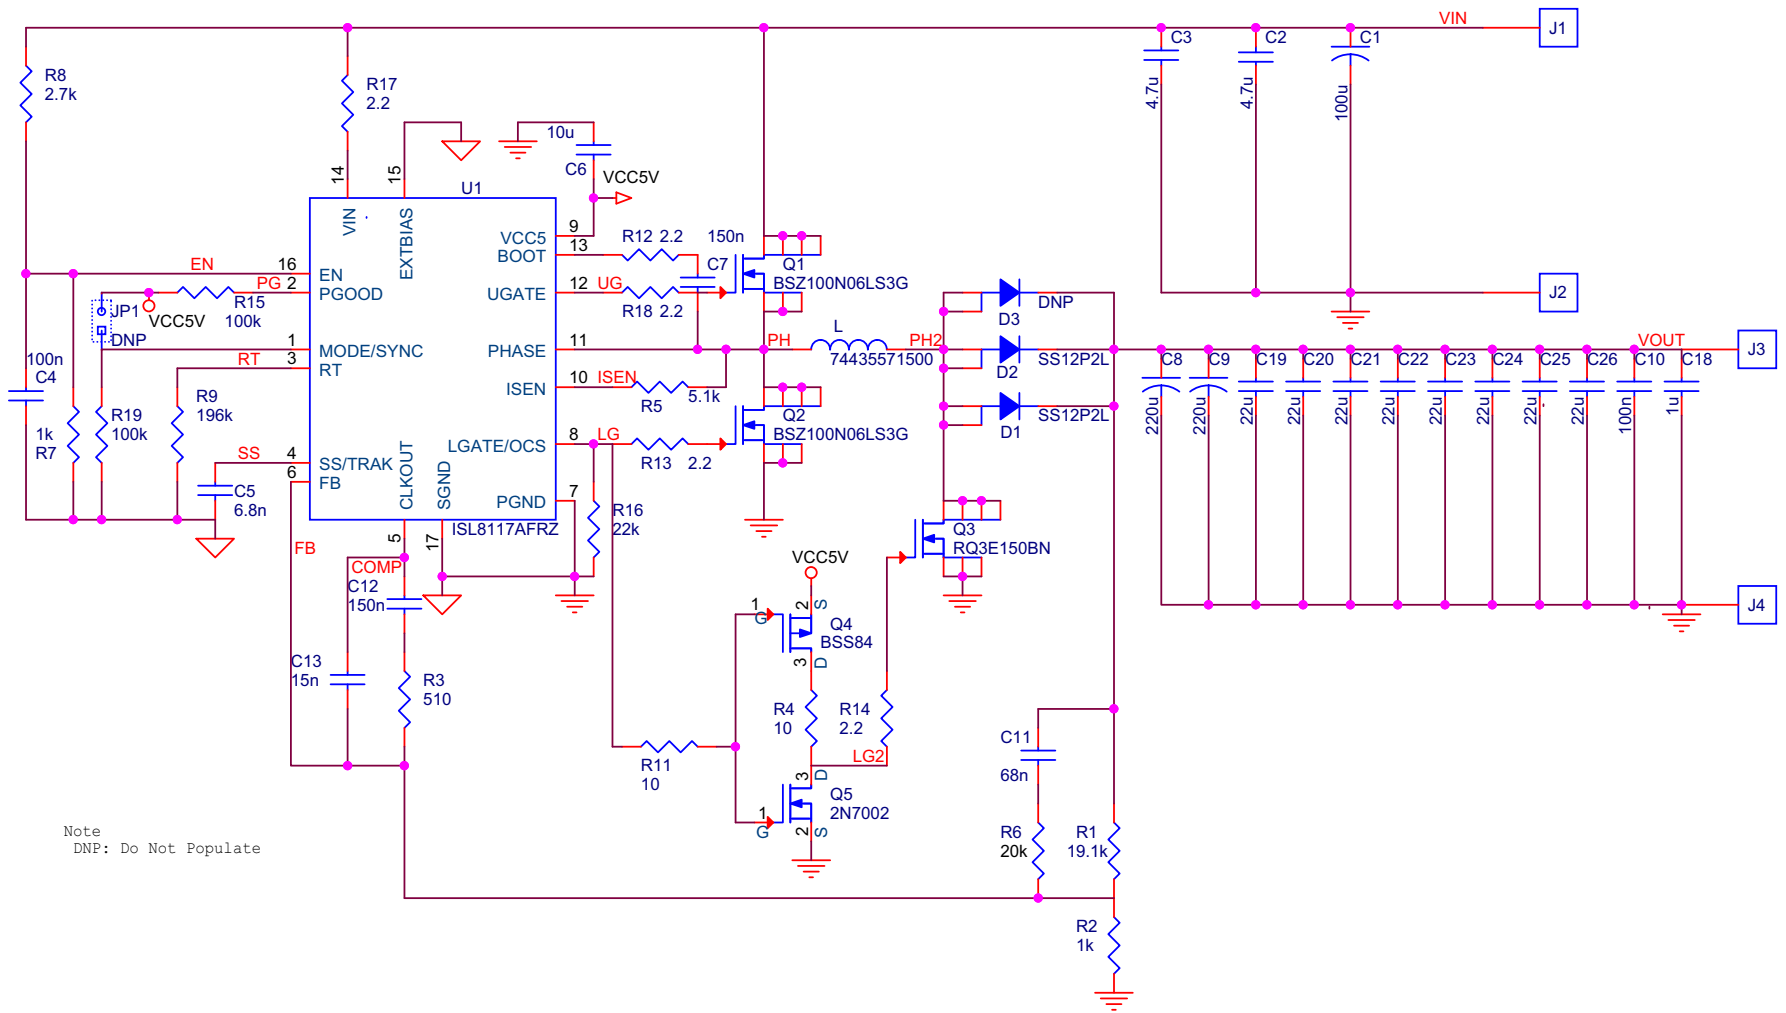 VIN
J1
C3
4.7u
C2
4.7u
C1
100u
J2
R8
2.7k
R17
2.2
10u
C6
VCC5V
14
15
U1
VIN
EXTBIAS
VCC5
9
BOOT
13
R12 2.2
150n
C7
Q1
BSZ100N06LS3G
EN
16
EN
PG
2
PGOOD
UGATE
12
UG
R18 2.2
JP1
DNP
VCC5V
R15
100k
1
MODE/SYNC
RT
3
RT
PHASE
11
PH
L
74435571500
PH2
ISEN
10
ISEN
R5
5.1k
Q2
BSZ100N06LS3G
LGATE/OCS
8
LG
R13
2.2
100n
C4
1k
R7
R19
100k
R9
196k
SS
4
SS/TRAK
6
FB
C5
6.8n
CLKOUT
SGND
PGND
7
ISL8117AFRZ
5
17
R16
22k
FB
COMP
C12
150n
C13
15n
R3
510
DNP
D3
SS12P2L
D2
SS12P2L
D1
VOUT
J3
C8
220u
C9
220u
C19
22u
C20
22u
C21
22u
C22
22u
C23
22u
C24
22u
C25
22u
C26
22u
C10
100n
C18
1u
J4
Q3
RQ3E150BN
VCC5V
1
G
2
S
Q4
BSS84
3
D
R4
10
R14
2.2
LG2
R11
10
3
D
Q5
2N7002
1
G
2
S
C11
68n
R6
20k
R1
19.1k
R2
1k
Note
DNP: Do Not Populate